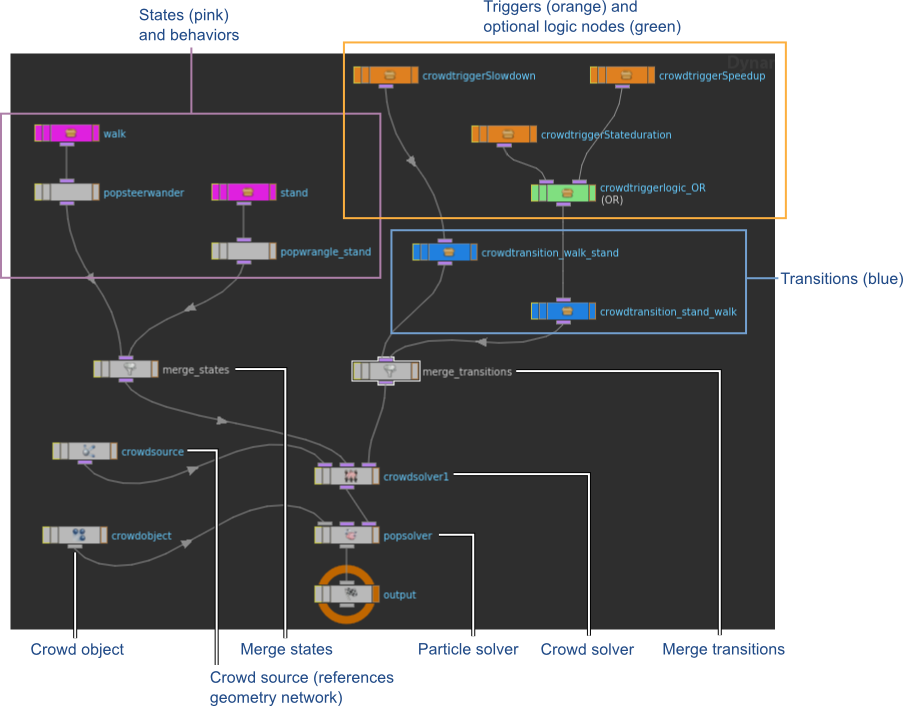 States (pink)
and behaviors
Triggers (orange) and
optional logic nodes (green)
Dynam
crowdtriggerSlowdown
crowdtriggerSpeedup
walk
crowdtriggerStateduration
popsteerwander
stand
crowdtriggerlogic_OR
(OR)
popwrangle_stand
crowdtransition_walk_stand
Transitions (blue)
crowdtransition_stand_walk
merge_states
merge_transitions
crowdsource
crowdsolver1
crowdobject
popsolver
output
Crowd object
Merge states
Particle solver
Crowd solver
Merge transitions
Crowd source (references
geometry network)